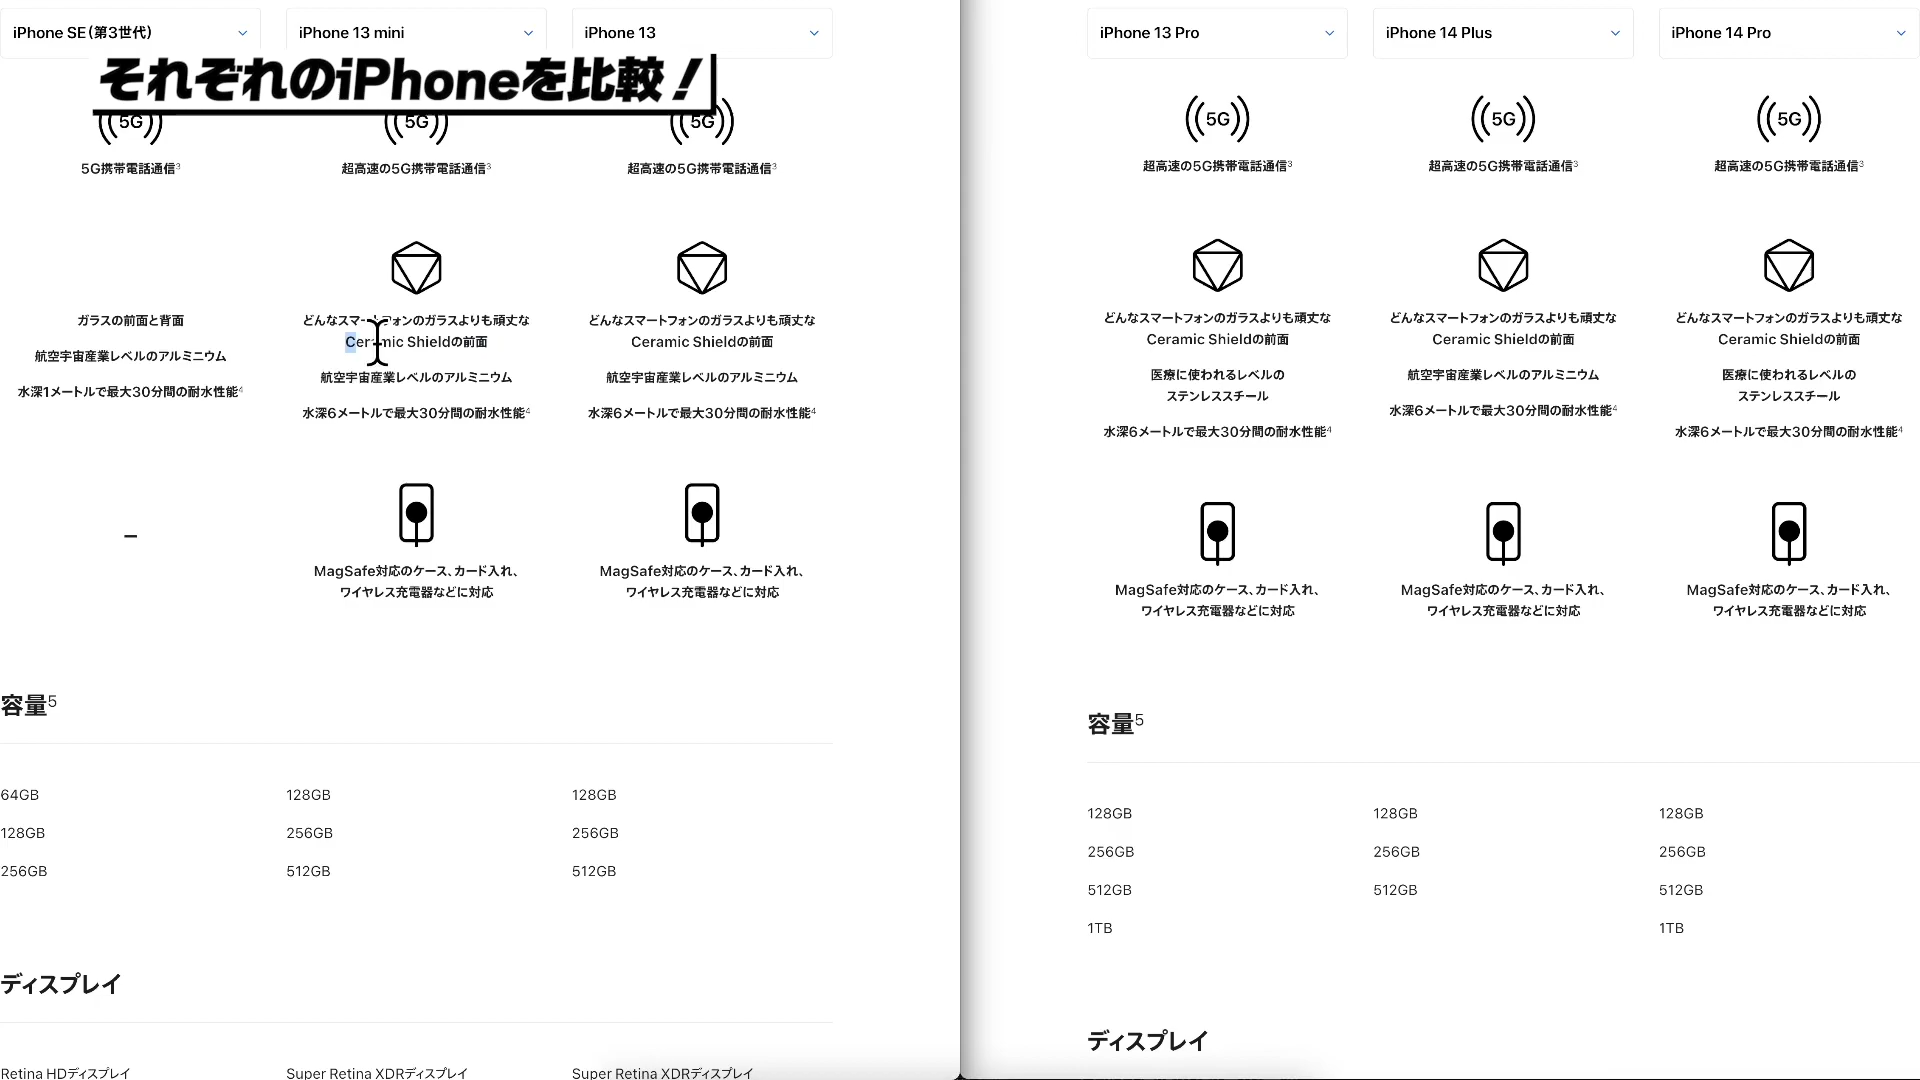 iPhone SE（第3世代）
iPhone 13 mini
iPhone 13
それぞれのiPhoneを比較！
5G
5G携帯電話通信3
5G
超高速の5G携帯電話通信3
5G
超高速の5G携帯電話通信3
ガラスの前面と背面
航空宇宙産業レベルのアルミニウム
水深1メートルで最大30分間の耐水性能4
どんなスマートフォンのガラスよりも頑丈な
Ceramic Shieldの前面
航空宇宙産業レベルのアルミニウム
水深6メートルで最大30分間の耐水性能4
どんなスマートフォンのガラスよりも頑丈な
Ceramic Shieldの前面
航空宇宙産業レベルのアルミニウム
水深6メートルで最大30分間の耐水性能4
–
MagSafe対応のケース、カード入れ、
ワイヤレス充電器などに対応
MagSafe対応のケース、カード入れ、
ワイヤレス充電器などに対応
容量5
64GB
128GB
256GB
128GB
256GB
512GB
128GB
256GB
512GB
ディスプレイ
Retina HDディスプレイ
Super Retina XDRディスプレイ
Super Retina XDRディスプレイ
iPhone 13 Pro
iPhone 14 Plus
iPhone 14 Pro
5G
超高速の5G携帯電話通信3
5G
超高速の5G携帯電話通信3
5G
超高速の5G携帯電話通信3
どんなスマートフォンのガラスよりも頑丈な
Ceramic Shieldの前面
医療に使われるレベルの
ステンレススチール
水深6メートルで最大30分間の耐水性能4
どんなスマートフォンのガラスよりも頑丈な
Ceramic Shieldの前面
航空宇宙産業レベルのアルミニウム
水深6メートルで最大30分間の耐水性能4
どんなスマートフォンのガラスよりも頑丈な
Ceramic Shieldの前面
医療に使われるレベルの
ステンレススチール
水深6メートルで最大30分間の耐水性能4
MagSafe対応のケース、カード入れ、
ワイヤレス充電器などに対応
MagSafe対応のケース、カード入れ、
ワイヤレス充電器などに対応
MagSafe対応のケース、カード入れ、
ワイヤレス充電器などに対応
容量5
128GB
256GB
512GB
1TB
128GB
256GB
512GB
128GB
256GB
512GB
1TB
ディスプレイ